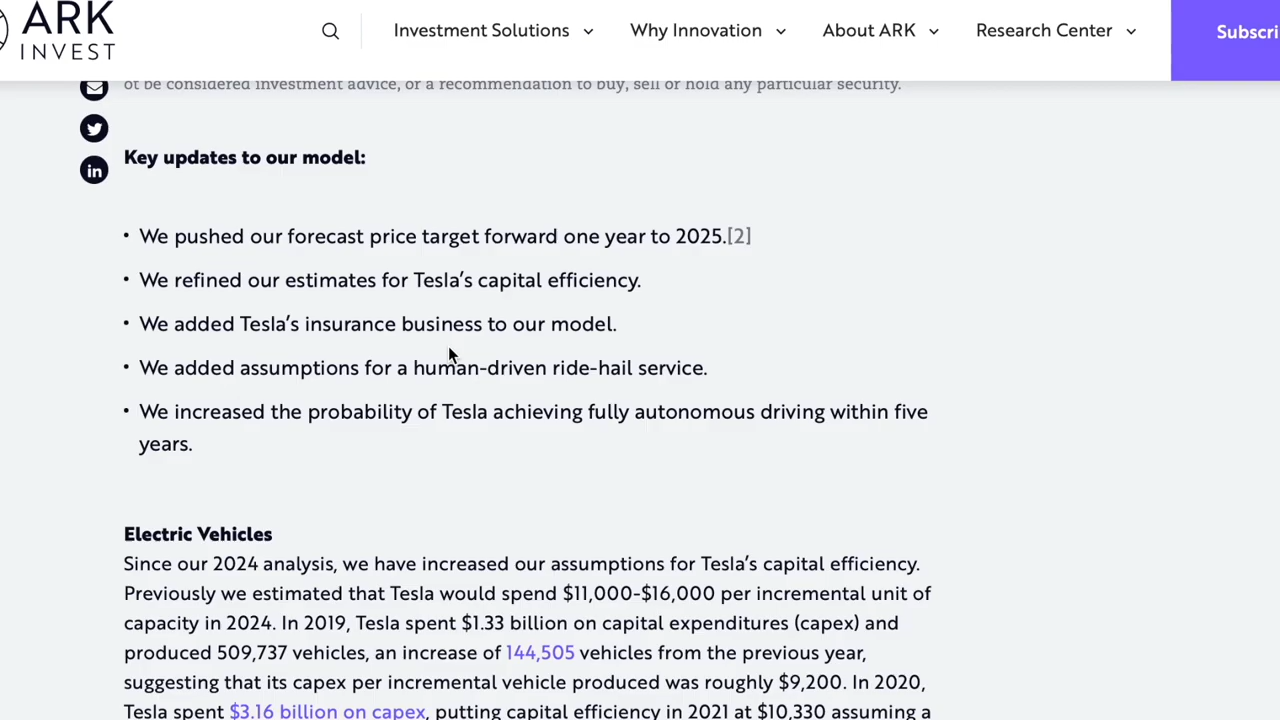 ARK
INVEST
Investment Solutions
Why Innovation
About ARK
Research Center
Subscri
ot be considered investment advice, or a recommendation to buy, sell or hold any particular security.
in
Key updates to our model:
• We pushed our forecast price target forward one year to 2025.[2]
• We refined our estimates for Tesla’s capital efficiency.
• We added Tesla’s insurance business to our model.
• We added assumptions for a human-driven ride-hail service.
• We increased the probability of Tesla achieving fully autonomous driving within five
years.
Electric Vehicles
Since our 2024 analysis, we have increased our assumptions for Tesla’s capital efficiency.
Previously we estimated that Tesla would spend $11,000-$16,000 per incremental unit of
capacity in 2024. In 2019, Tesla spent $1.33 billion on capital expenditures (capex) and
produced 509,737 vehicles, an increase of 144,505 vehicles from the previous year,
suggesting that its capex per incremental vehicle produced was roughly $9,200. In 2020,
Tesla spent $3.16 billion on capex, putting capital efficiency in 2021 at $10,330 assuming a